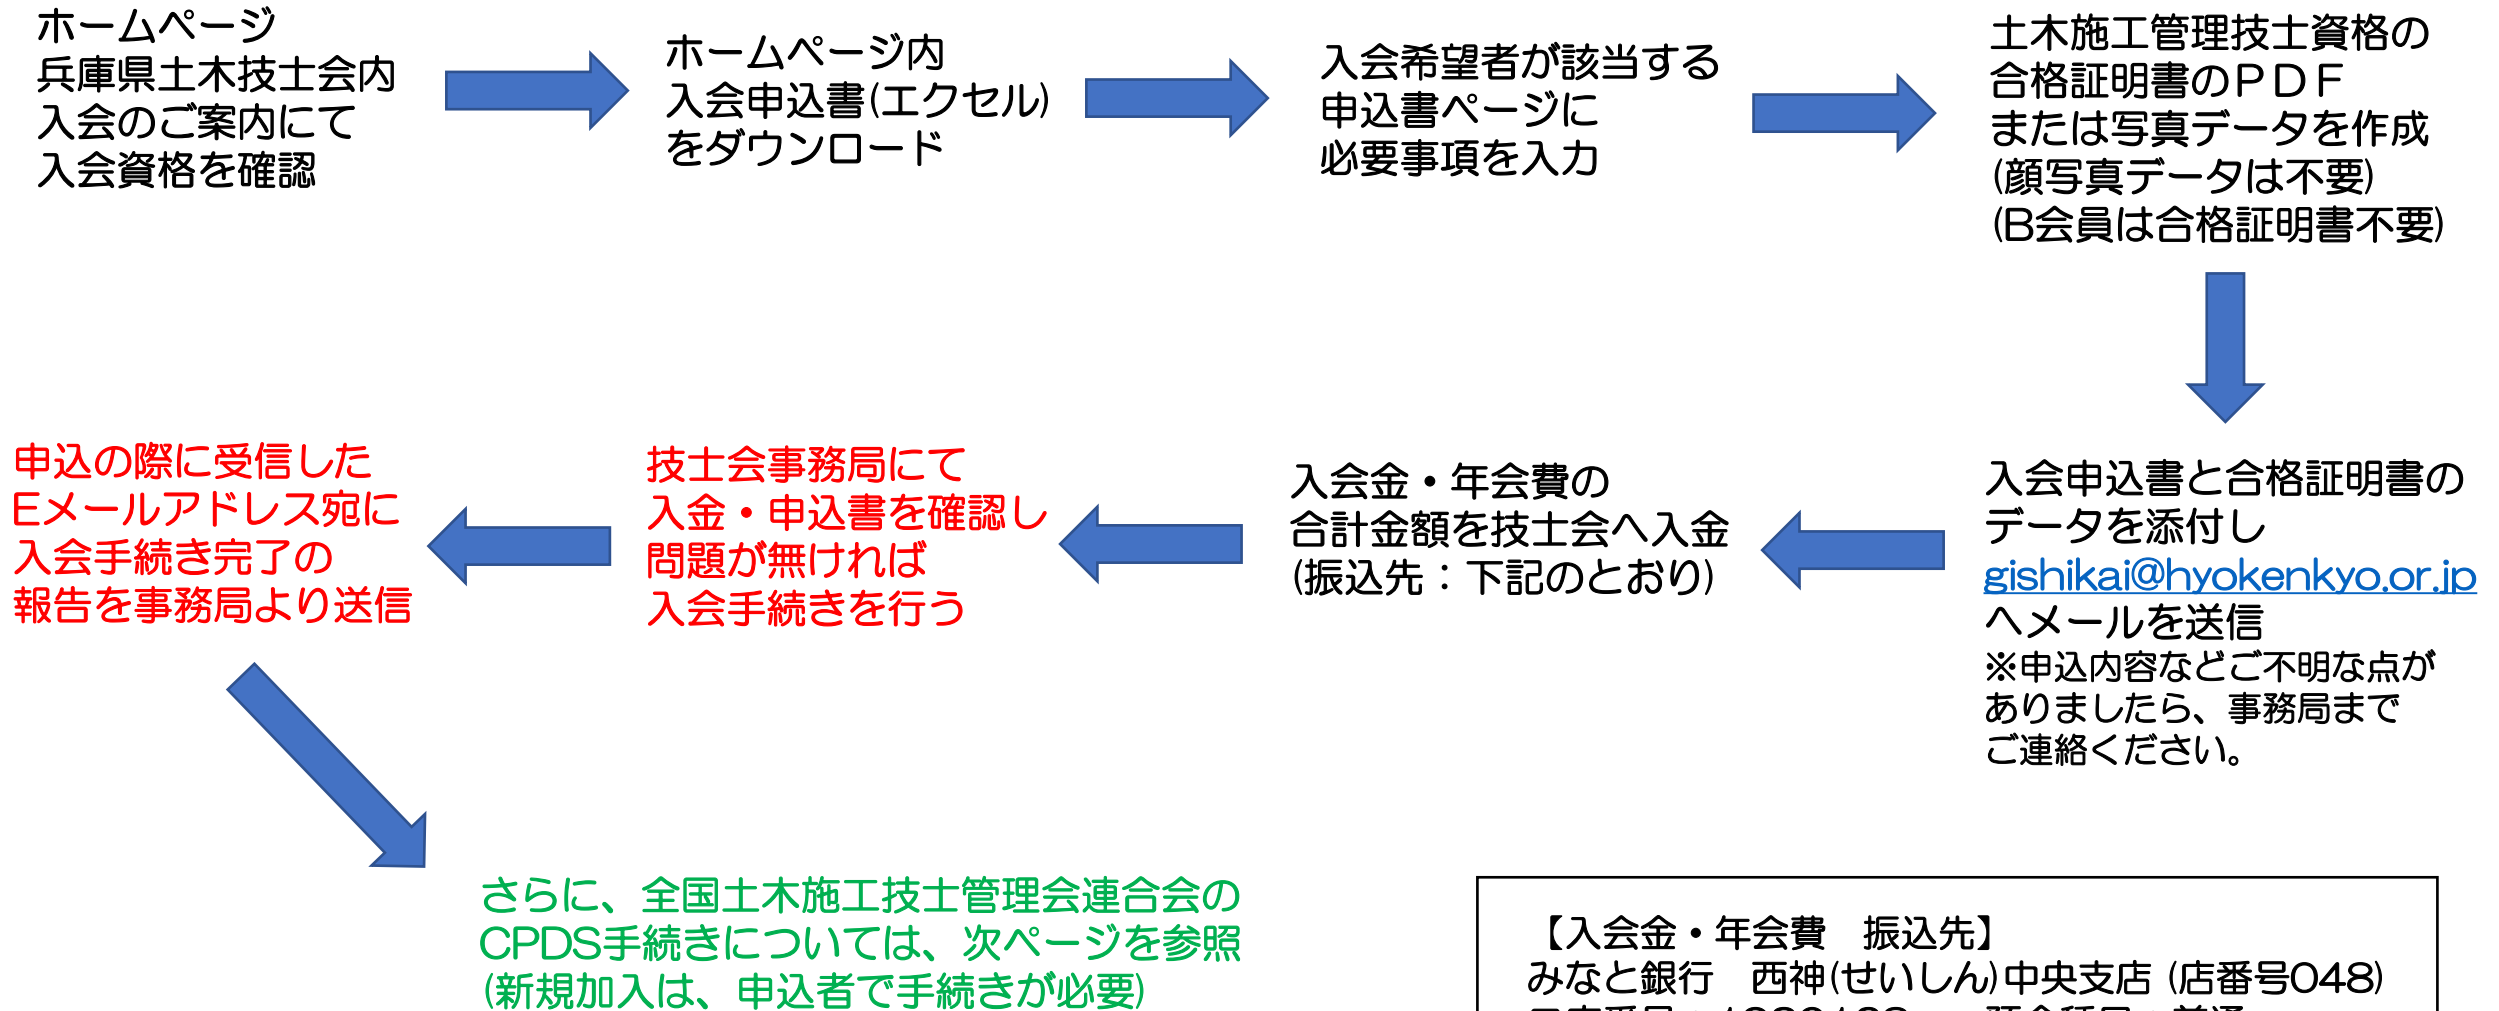 ホームページ
兵庫県土木技士会内
入会のご案内にて
入会資格を確認
ホームページ内
入会申込書(エクセル)
をダウンロード
入会希望者が該当する
申込書ページに
必要事項を入力
土木施工管理技士資格の
合格証明書のPDF
または写真データを作成
(顔写真データは不要)
(B会員は合格証明書不要)
入会申込書と合格証明書の
データを添付し
gishikai@hyokenkyo.or.jp
へメールを送信
※申込内容などご不明な点が
ありましたら、事務局まで
ご連絡ください。
入会金・年会費の
合計金額を技士会へ入金
(振込先：下記のとおり)
技士会事務局にて
入金・申込書を確認し
問題が無ければ
入会手続きを行う
申込の際に受信した
Eメールアドレス宛に
入会手続き完了の
報告を事務局より送信
さらに、全国土木施工技士管理会連合会の
CPDS手続きについては、次ページを参照
(新規加入は、申込者にて手続きが必要)
【入会金・年会費　振込先】
みなと銀行　西神(せいしん)中央支店（店番号048)